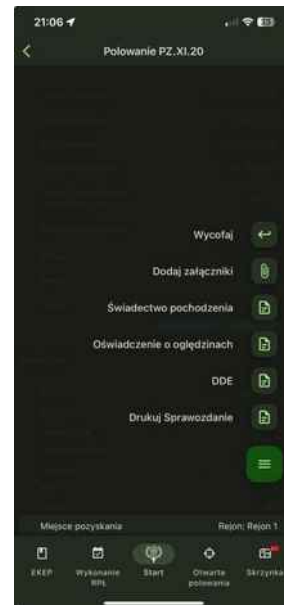 21:06
Polowanie PZ.XI.20
Wycofaj
Dodaj załączniki
Świadectwo pochodzenia
Oświadczenie o oględzinach
DDE
Drukuj Sprawozdanie
Miejsce pozyskania Rejon: Rejon 1
EKEP Wykonanie RPŁ Start Otwarte polowania Skrzynka